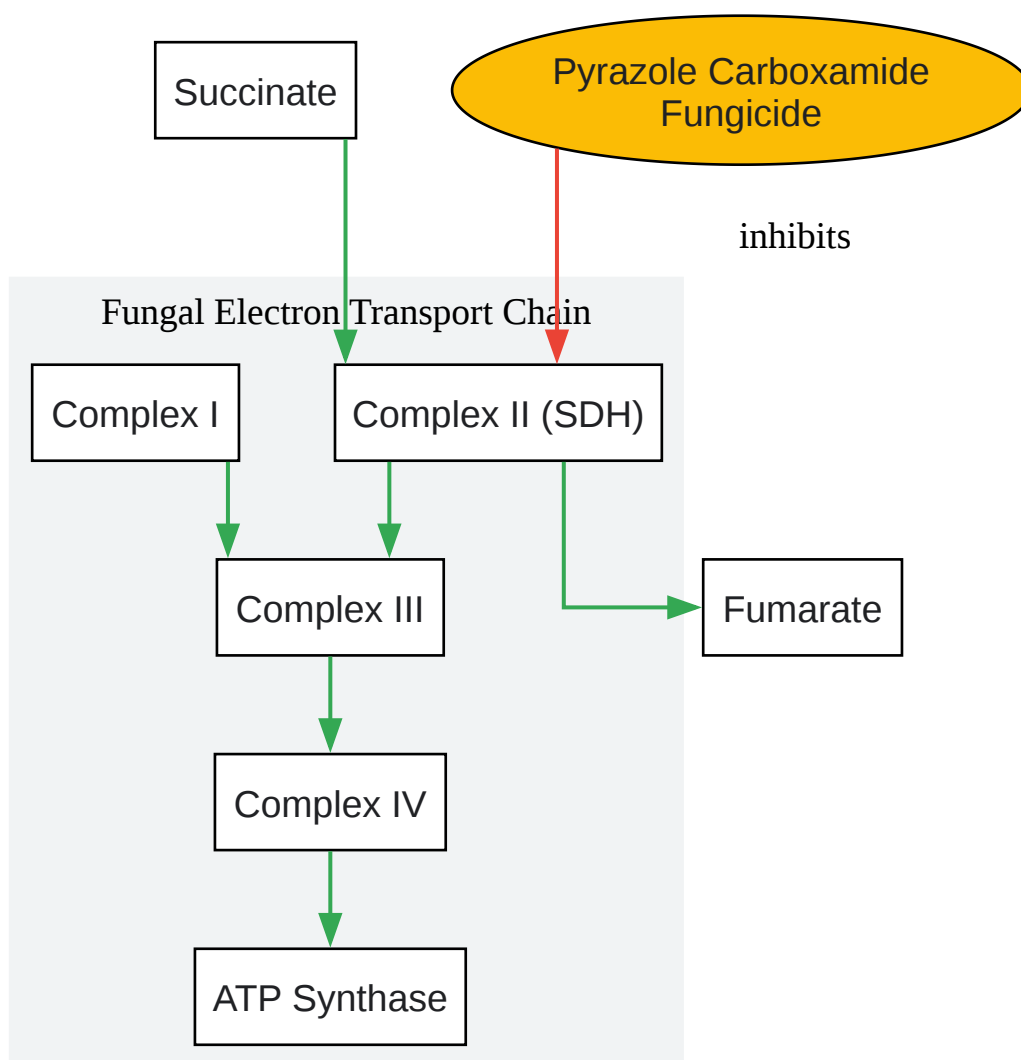 Succinate
Pyrazole Carboxamide
Fungicide
inhibits
Fungal Electron Transport Chain
Complex I
Complex II (SDH)
Complex III
Fumarate
Complex IV
ATP Synthase